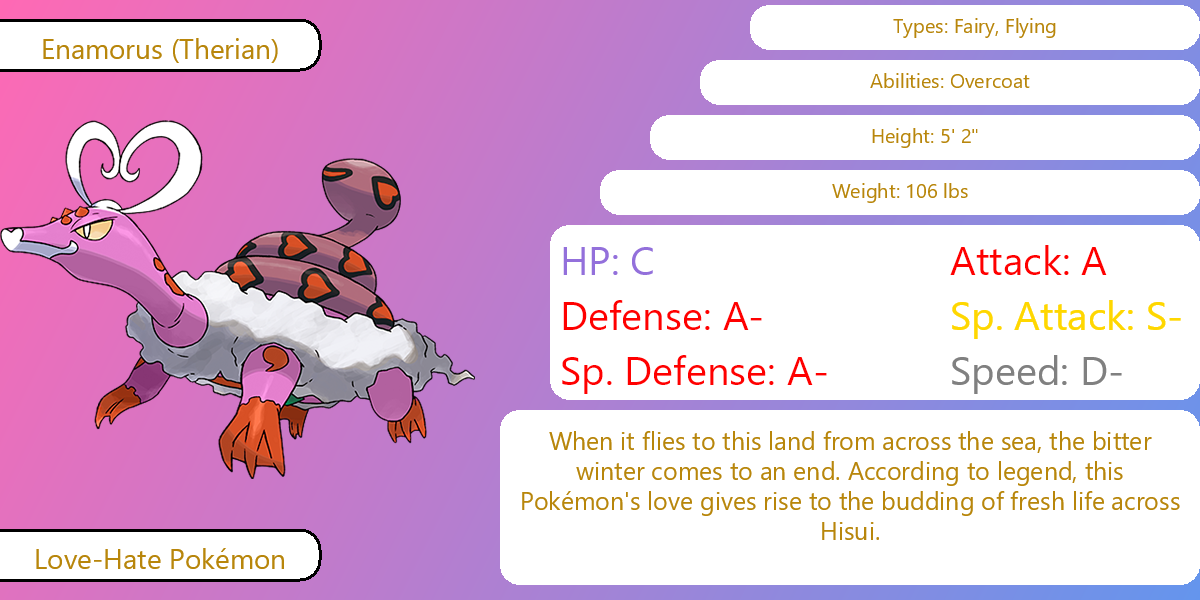 Enamorus (Therian)
Types: Fairy, Flying
Abilities: Overcoat
Height: 5' 2"
Weight: 106 lbs
HP: C
Attack: A
Defense: A-
Sp. Attack: S-
Sp. Defense: A-
Speed: D-
When it flies to this land from across the sea, the bitter
winter comes to an end. According to legend, this
Pokémon's love gives rise to the budding of fresh life across
Hisui.
Love-Hate Pokémon